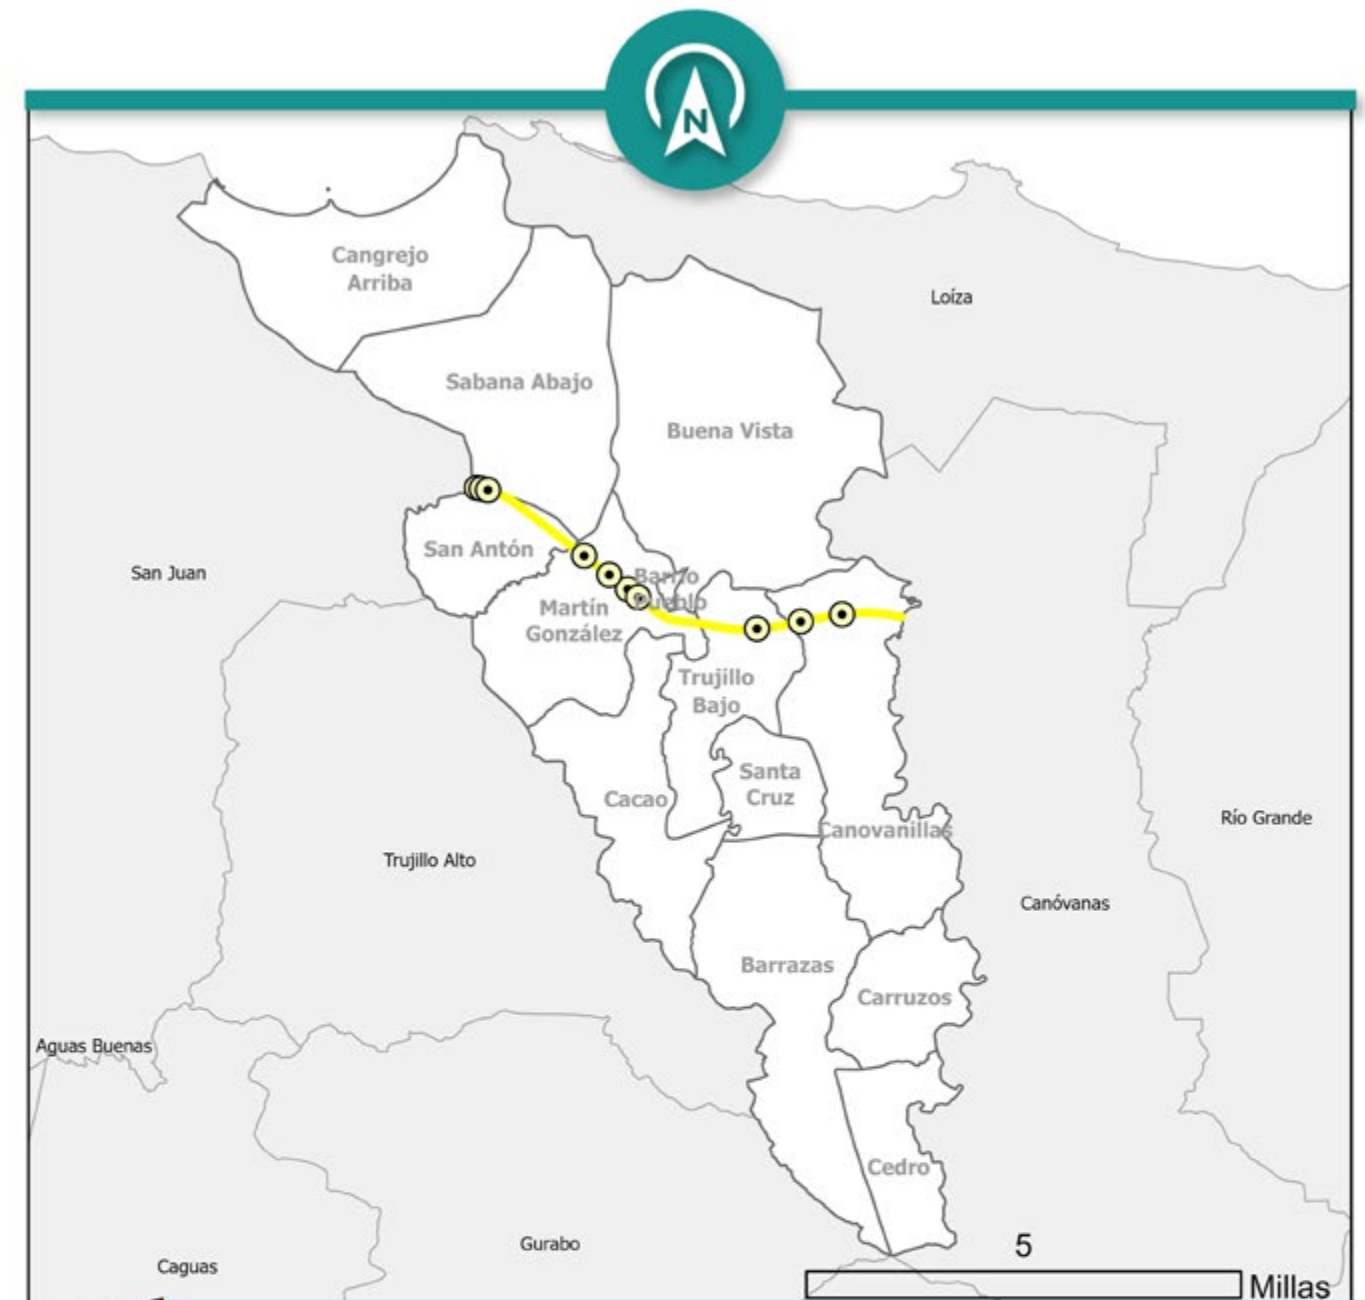 N
Cangrejo
Arriba
Loíza
Sabana Abajo
Buena Vista
San Antón
San Juan
Barrio
Pueblo
Martín
González
Trujillo
Bajo
Santa
Cruz
Cacao
Canovanillas
Río Grande
Trujillo Alto
Canóvanas
Barrazas
Carruzos
Aguas Buenas
Cedro
Gurabo
Caguas
5
Millas